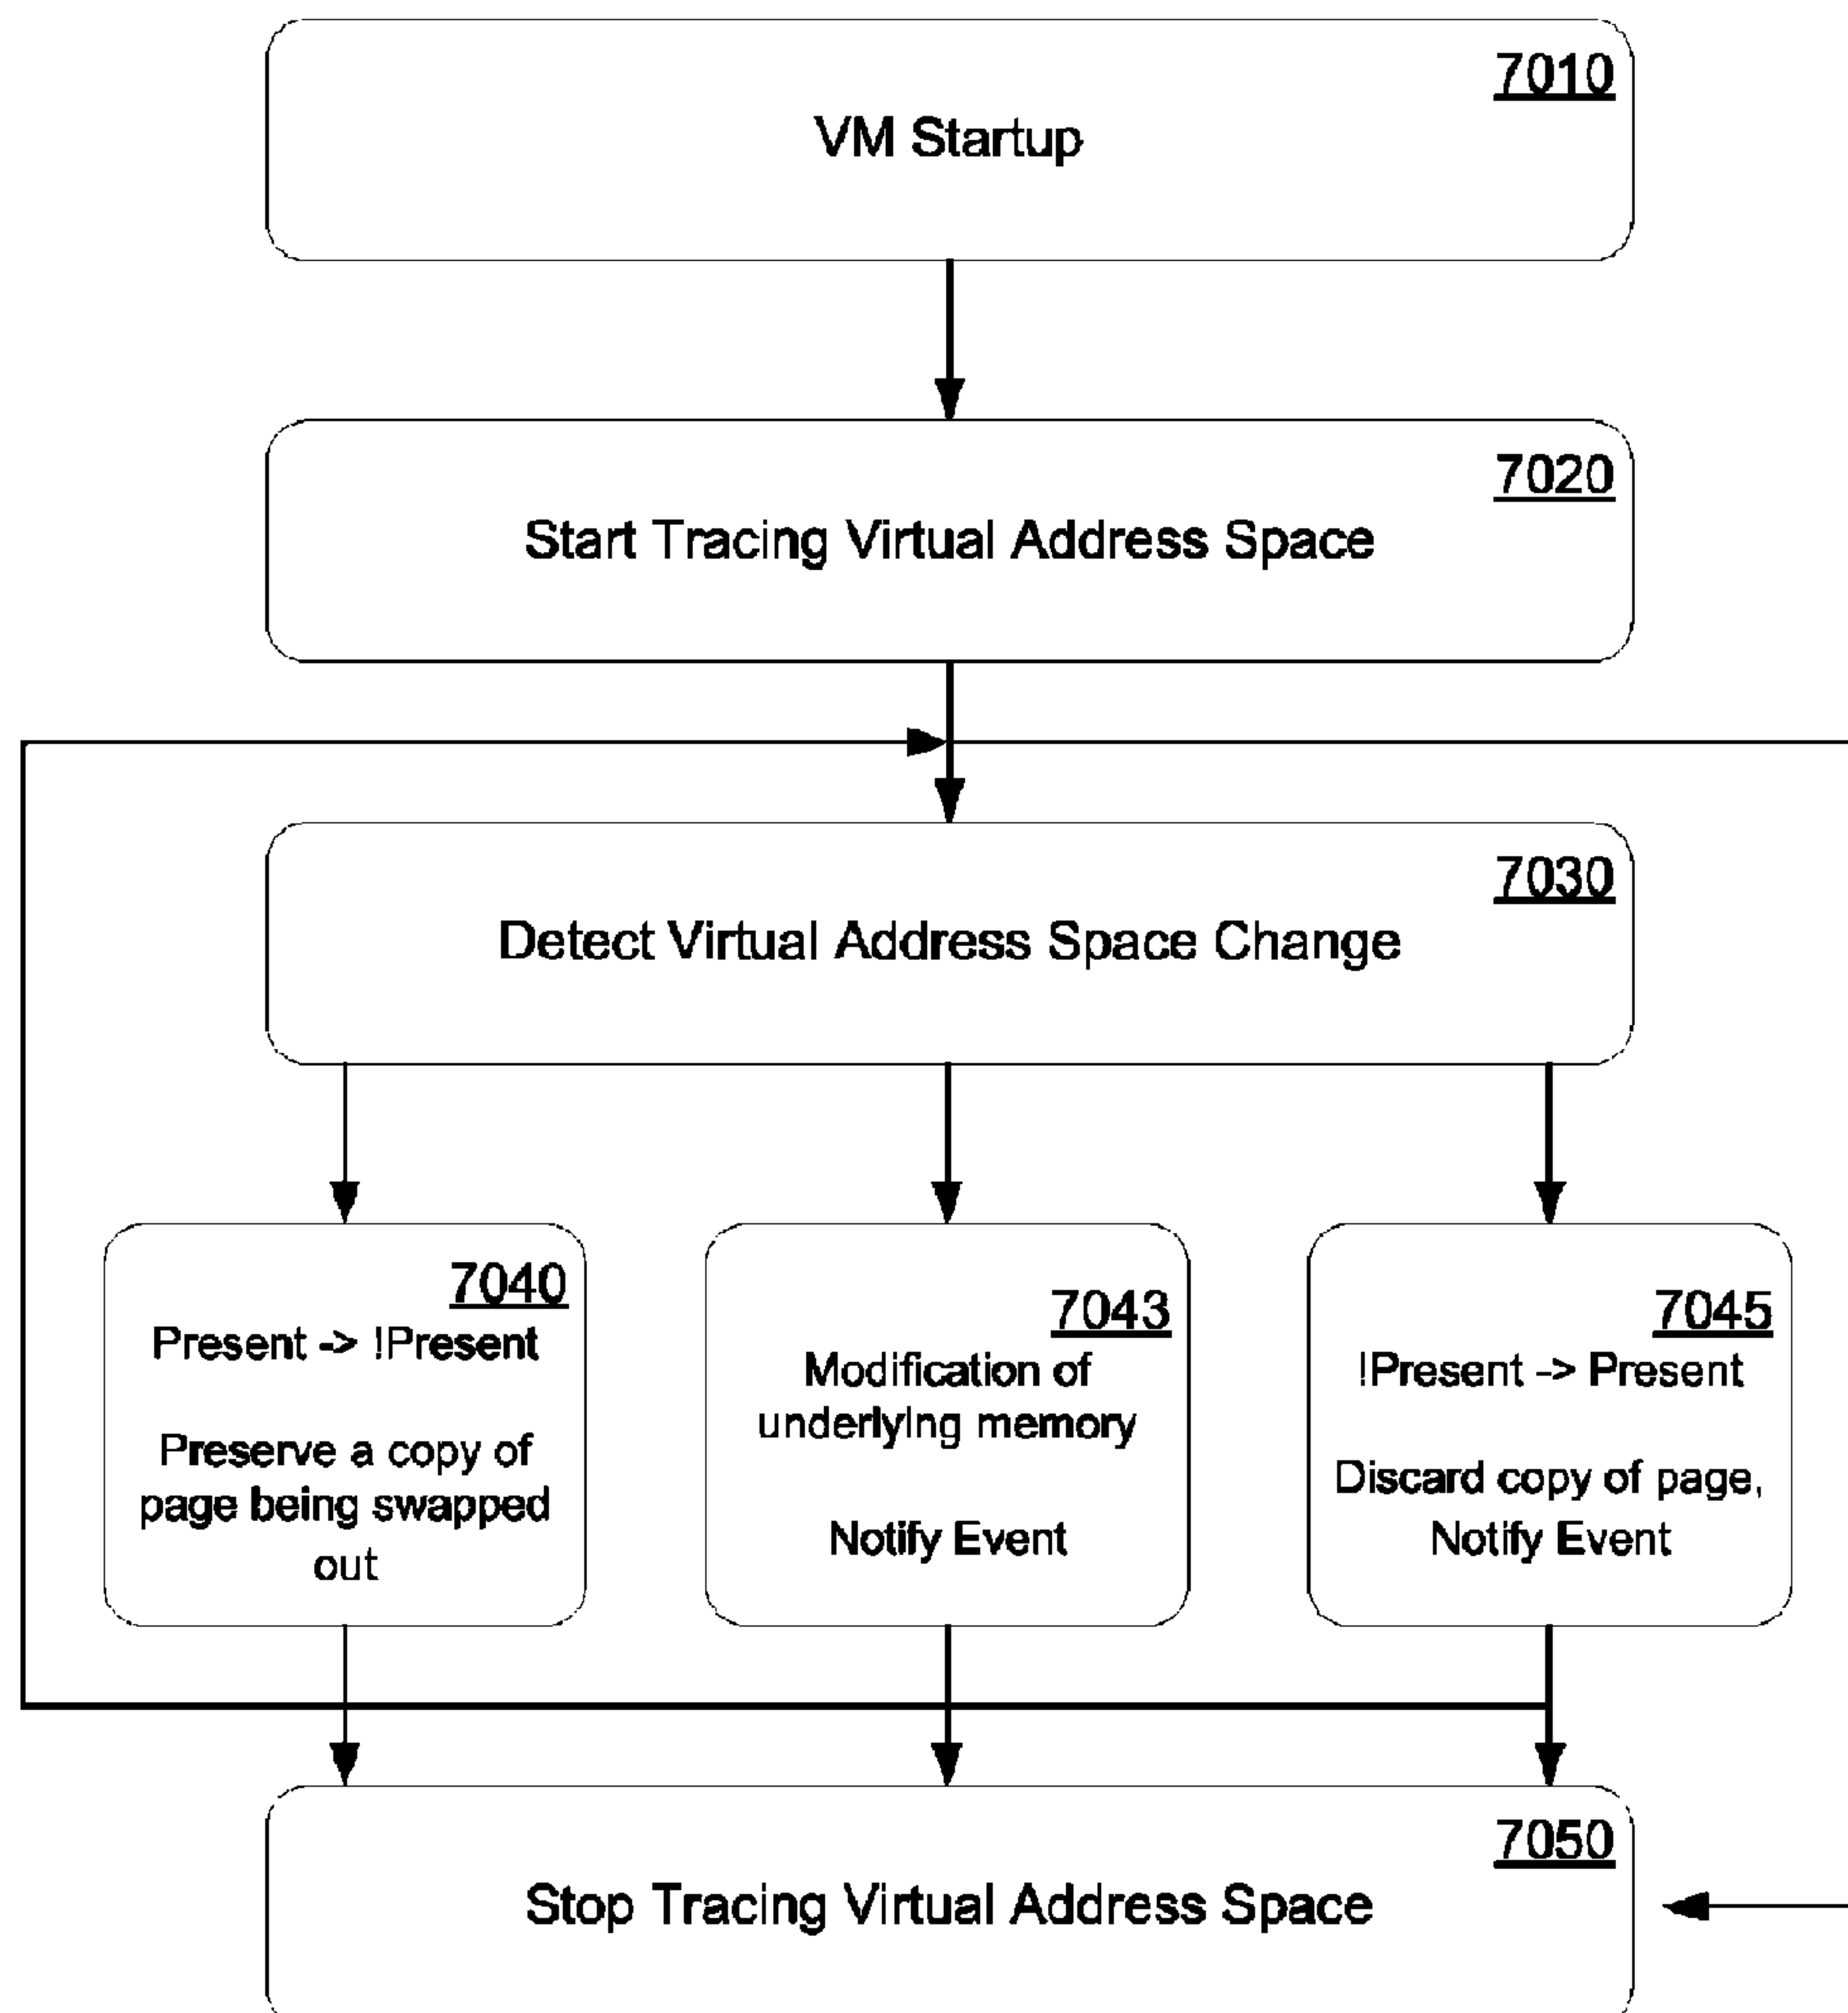 7010
VM Startup
7020
Start Tracing Virtual Address Space
7030
Detect Virtual Address Space Change
7040
Present -> !Present
Preserve a copy of
page being swapped
out
7043
Modification of
underlying memory
Notify Event
7045
!Present -> Present
Discard copy of page,
Notify Event
7050
Stop Tracing Virtual Address Space